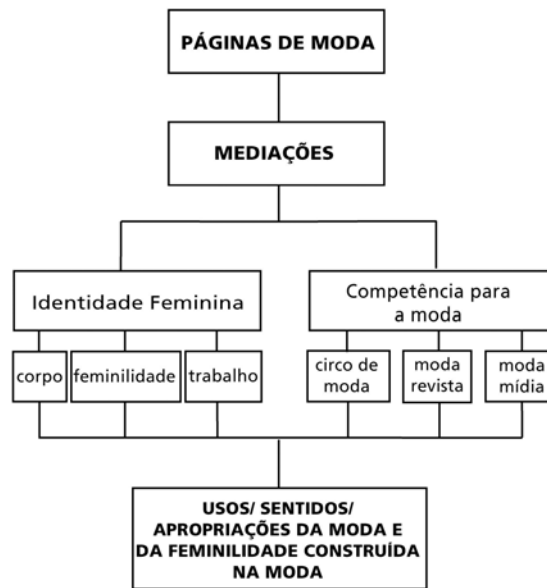 PÁGINAS DE MODA
MEDIAÇÕES
Identidade Feminina
Competência para
a moda
corpo
feminilidade
trabalho
circo de
moda
moda
revista
moda
mídia
USOS/ SENTIDOS/
APROPRIAÇÕES DA MODA E
DA FEMINILIDADE CONSTRUÍDA
NA MODA